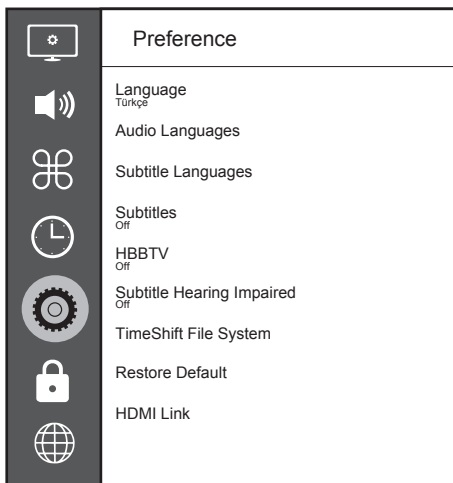 Preference
Language
Türkçe
Audio Languages
Subtitle Languages
Subtitles
Off
HBBTV
Off
Subtitle Hearing Impaired
Off
TimeShift File System
Restore Default
HDMI Link